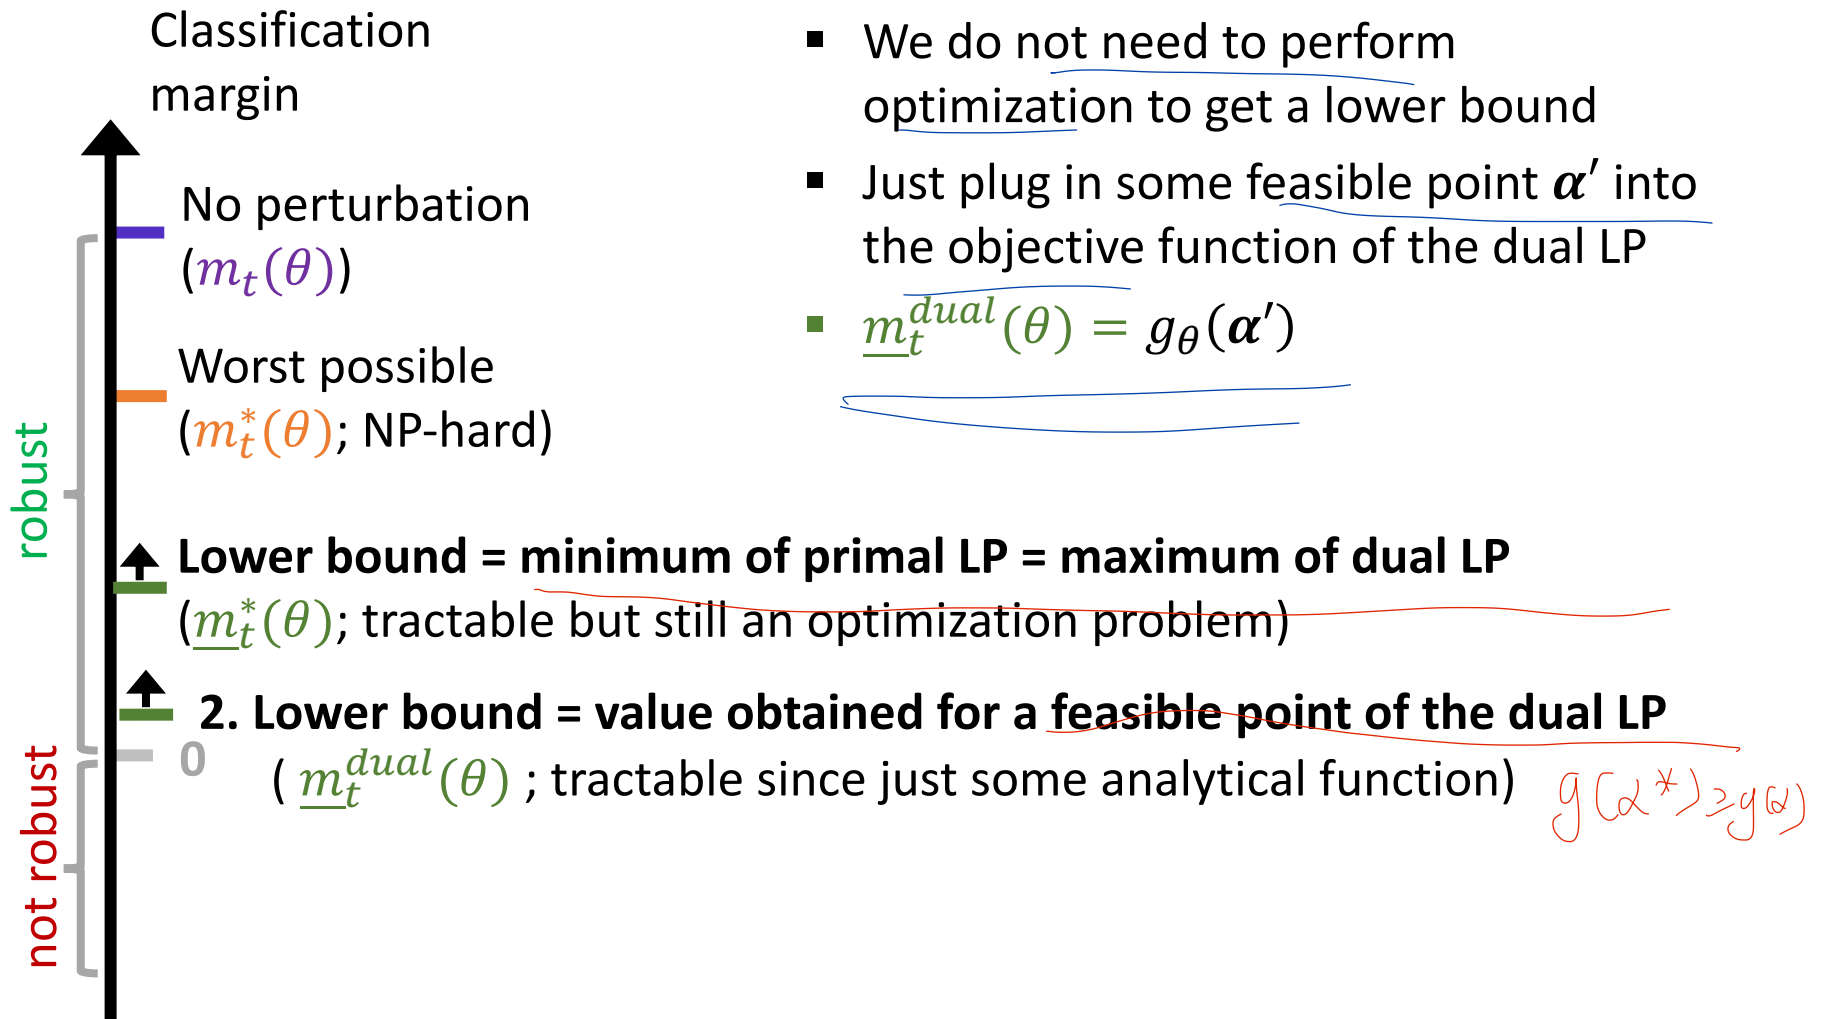 Classification
margin
No perturbation
(m_t(θ))
Worst possible
(m_t^*(θ); NP-hard)
robust
Lower bound = minimum of primal LP = maximum of dual LP
(m̲_t^*(θ); tractable but still an optimization problem)
2. Lower bound = value obtained for a feasible point of the dual LP
0
( m̲_t^{dual}(θ) ; tractable since just some analytical function)
g(α*) ≥ g(α)
not robust
▪ We do not need to perform
optimization to get a lower bound
▪ Just plug in some feasible point α′ into
the objective function of the dual LP
▪ m̲_t^{dual}(θ) = g_θ(α′)